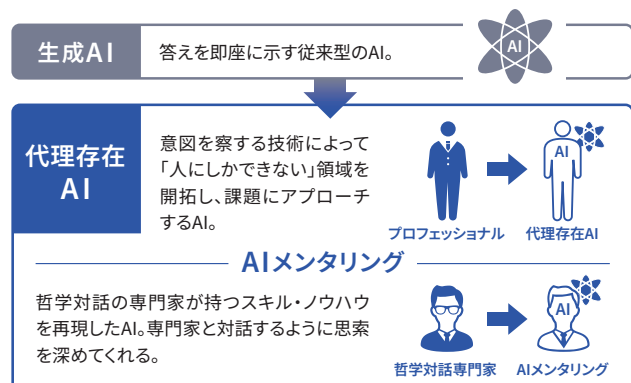 生成AI
答えを即座に示す従来型のAI。
AI
代理存在
AI
意図を察する技術によって
「人にしかできない」領域を
開拓し、課題にアプローチ
するAI。
AI
プロフェッショナル
代理存在AI
AIメンタリング
哲学対話の専門家が持つスキル・ノウハウ
を再現したAI。専門家と対話するように思索
を深めてくれる。
AI
哲学対話専門家
AIメンタリング